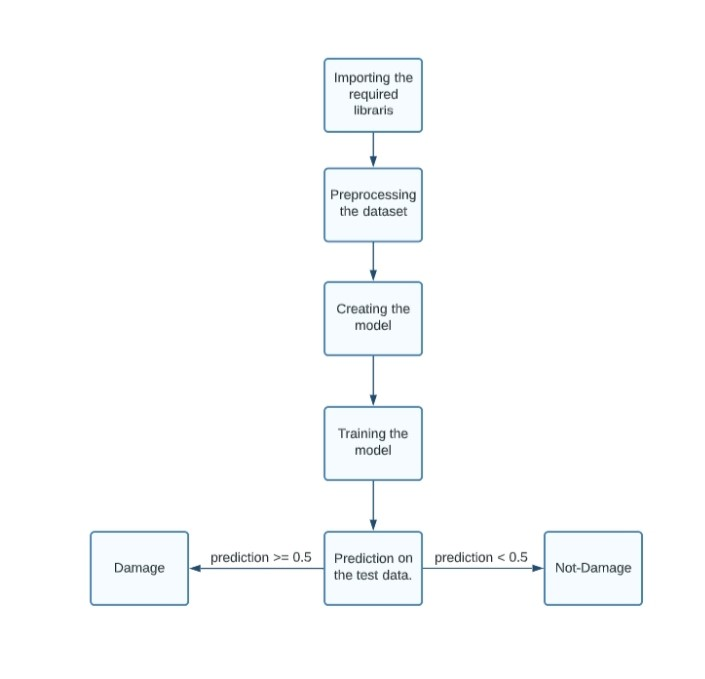 Importing the
required
libraris
Preprocessing
the dataset
Creating the
model
Training the
model
Damage
prediction >= 0.5
Prediction on
the test data.
prediction < 0.5
Not-Damage